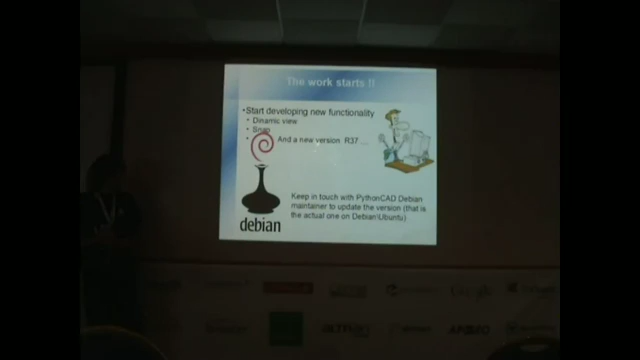 The work starts !!
•Start developing new functionality
• Dinamic view
• Snap
• And a new version R37 ...
Keep in touch with PythonCAD Debian
maintainer to update the version (that is
the actual one on Debian\Ubuntu)
debian
Google